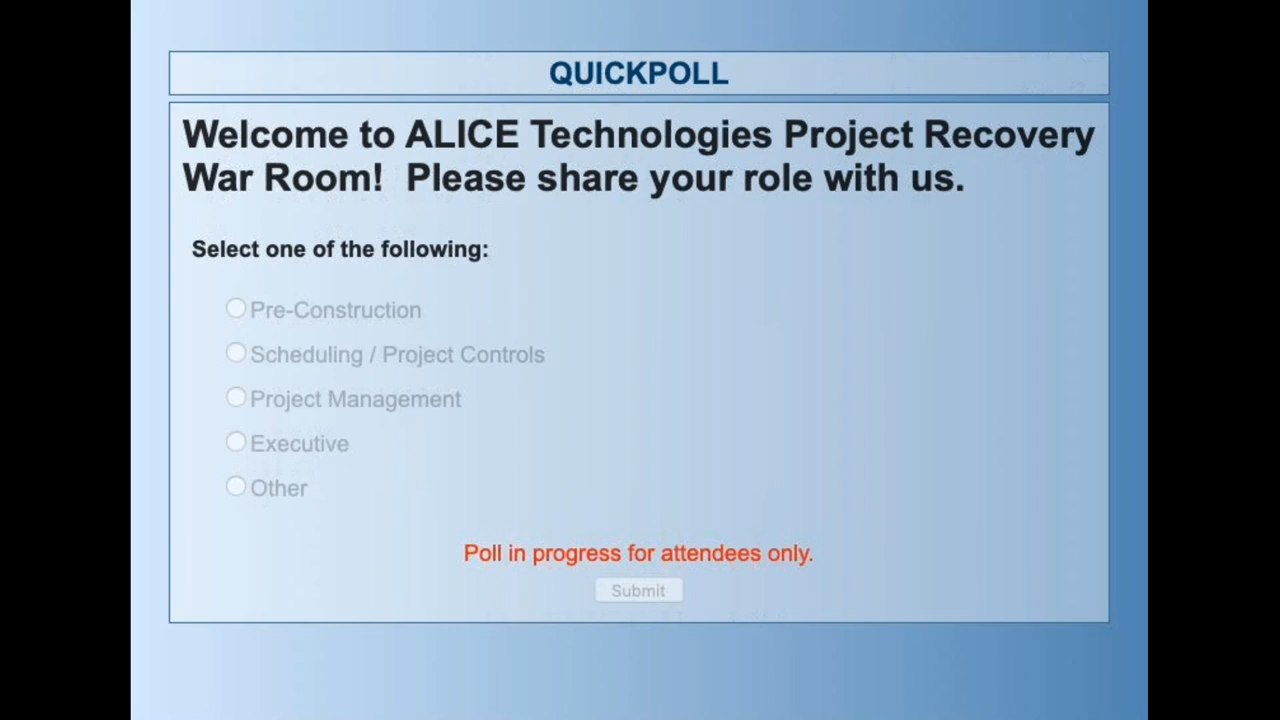 QUICKPOLL
Welcome to ALICE Technologies Project Recovery
War Room!  Please share your role with us.
Select one of the following:
Pre-Construction
Scheduling / Project Controls
Project Management
Executive
Other
Poll in progress for attendees only.
Submit